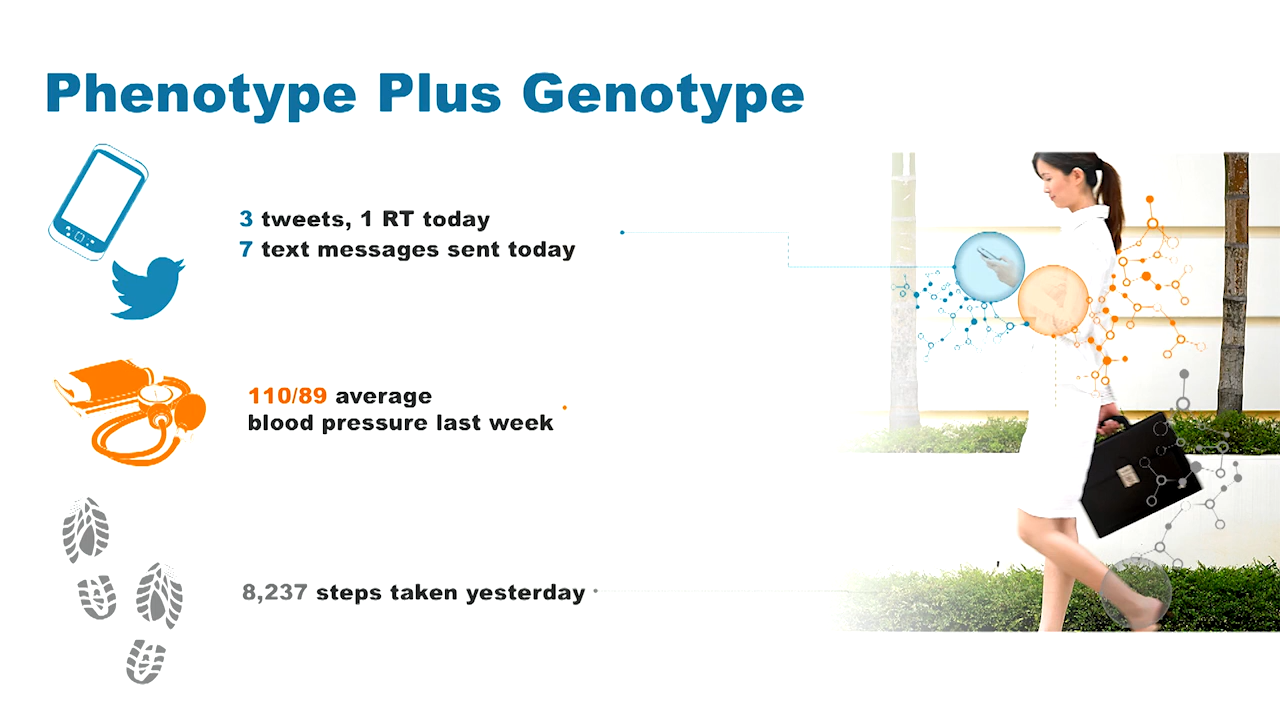 Phenotype Plus Genotype
3 tweets, 1 RT today
7 text messages sent today
110/89 average
blood pressure last week
8,237 steps taken yesterday